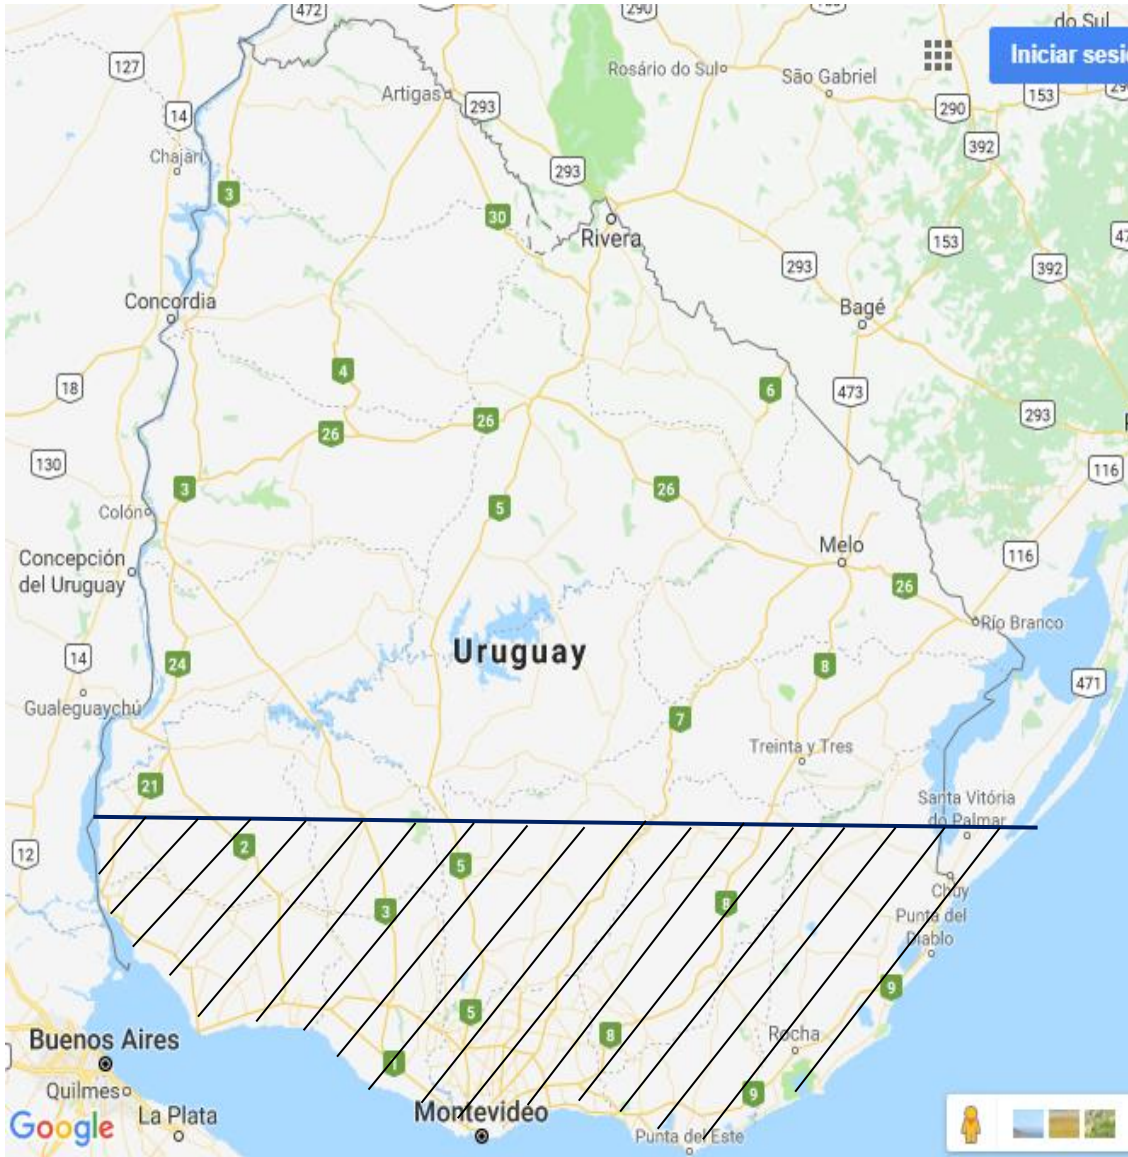 472
290
do Sul
Iniciar sesi
127
Rosário do Sul
São Gabriel
Artigas
293
153
290
14
392
Chajarí
293
3
30
Rivera
153
293
392
Concordia
Bagé
4
18
6
473
26
293
26
130
116
3
26
5
Colón
Melo
Concepción
del Uruguay
116
26
Río Branco
Uruguay
14
24
8
471
Gualeguaychú
7
Treinta y Tres
21
Santa Vitória
do Palmar
2
12
5
Chuy
3
8
Punta del
Diablo
9
5
Buenos Aires
8
Rocha
1
Quilmes
9
La Plata
Montevideo
Google
Punta del Este